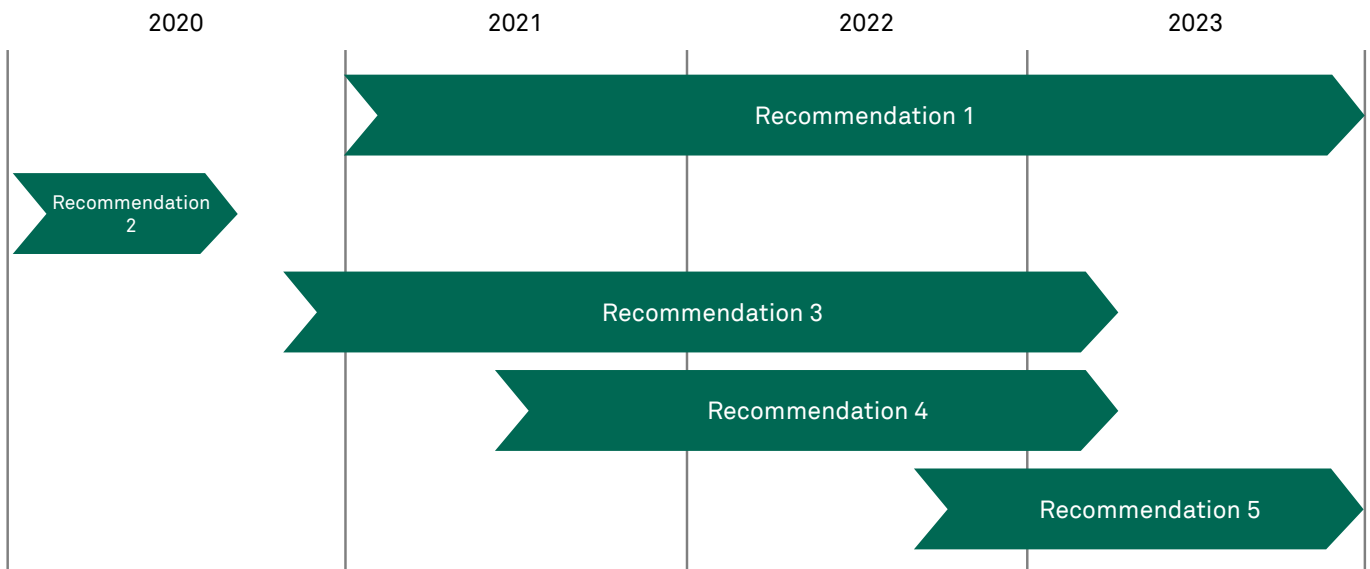 2020 2021 2022 2023
Recommendation 1
Recommendation
2
Recommendation 3
Recommendation 4
Recommendation 5